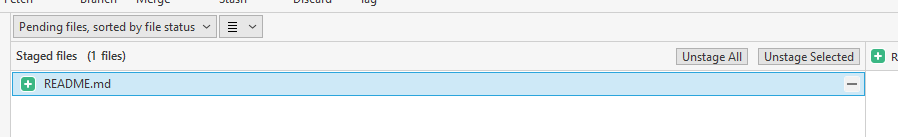 Fetch Branch Merge Stash Discard Tag
Pending files, sorted by file status
Staged files (1 files) Unstage All Unstage Selected
README.md